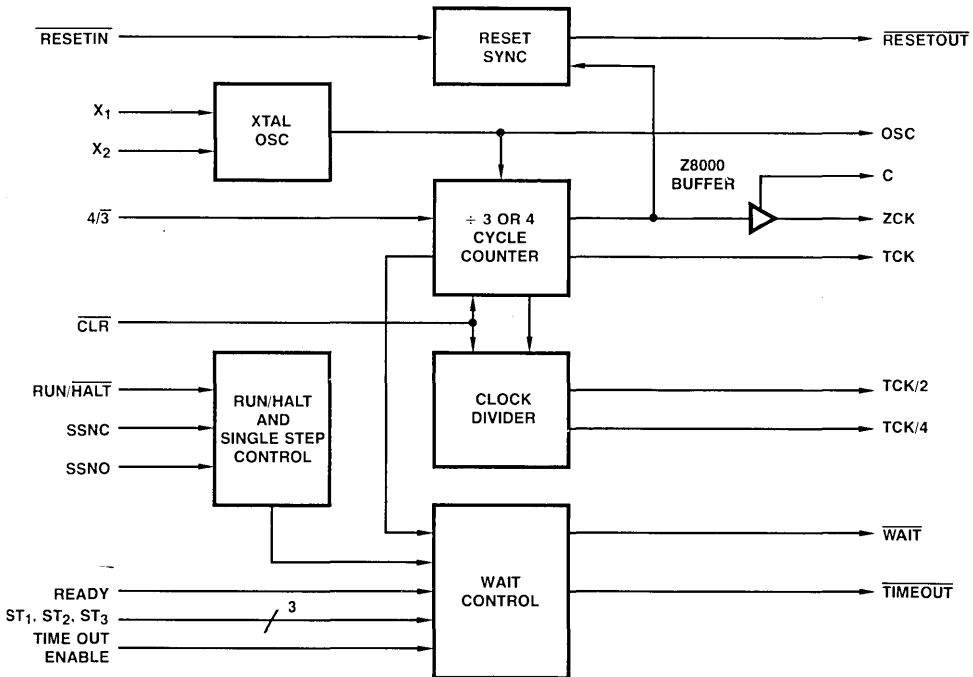 RESETIN
RESET
SYNC
RESETOUT
X1
X2
XTAL
OSC
OSC
Z8000
BUFFER
C
4/3
÷ 3 OR 4
CYCLE
COUNTER
ZCK
TCK
CLR
RUN/HALT
SSNC
SSNO
RUN/HALT
AND
SINGLE STEP
CONTROL
CLOCK
DIVIDER
TCK/2
TCK/4
READY
ST1, ST2, ST3
3
TIME OUT
ENABLE
WAIT
CONTROL
WAIT
TIMEOUT